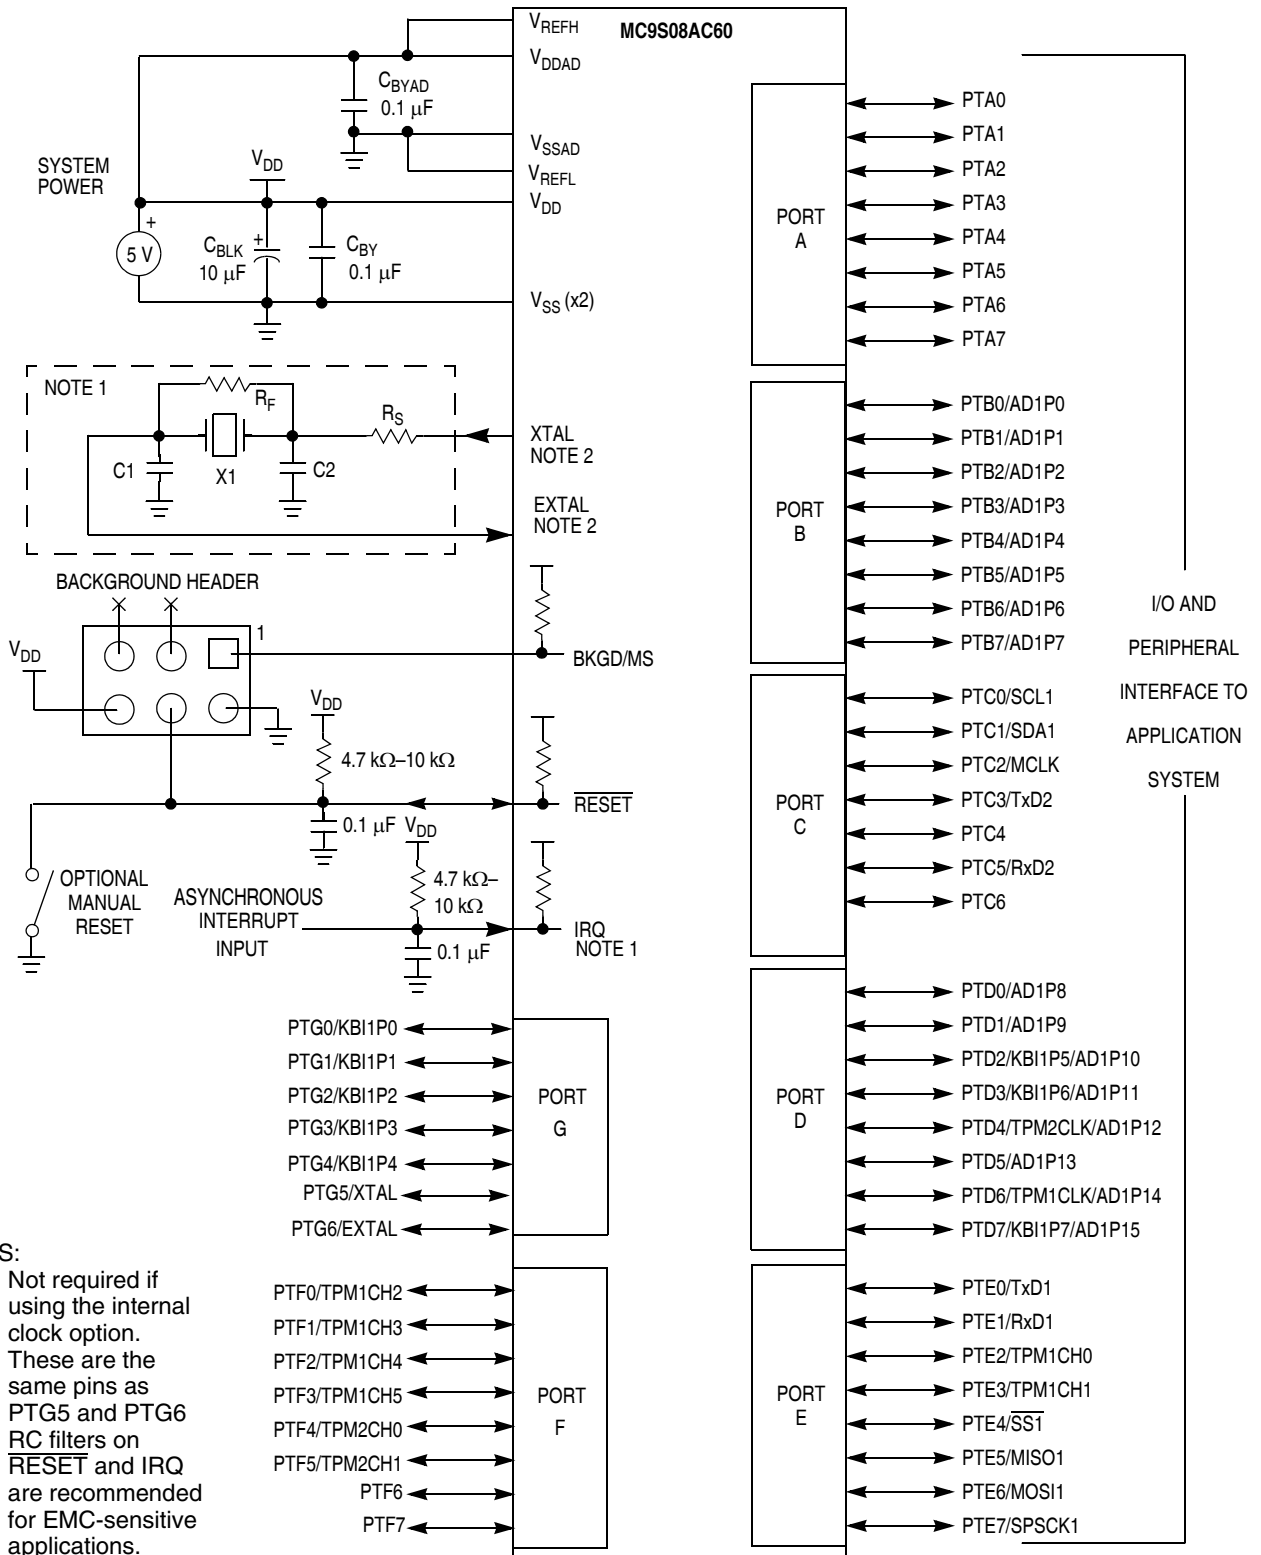 MC9S08AC60
VREFH
VDDAD
CBYAD
0.1 μF
VSSAD
VREFL
VDD
SYSTEM
POWER
VDD
+
5 V
CBLK
+
10 μF
CBY
0.1 μF
VSS (x2)
NOTE 1
RF
RS
C1
X1
C2
XTAL
NOTE 2
EXTAL
NOTE 2
BACKGROUND HEADER
1
VDD
BKGD/MS
VDD
4.7 kΩ–10 kΩ
RESET
0.1 μF
VDD
OPTIONAL
MANUAL
RESET
ASYNCHRONOUS
INTERRUPT
INPUT
4.7 kΩ–
10 kΩ
0.1 μF
IRQ
NOTE 1
PTG0/KBI1P0
PTG1/KBI1P1
PTG2/KBI1P2
PTG3/KBI1P3
PTG4/KBI1P4
PTG5/XTAL
PTG6/EXTAL
PORT
G
PTF0/TPM1CH2
PTF1/TPM1CH3
PTF2/TPM1CH4
PTF3/TPM1CH5
PTF4/TPM2CH0
PTF5/TPM2CH1
PTF6
PTF7
PORT
F
S:
Not required if
using the internal
clock option.
These are the
same pins as
PTG5 and PTG6
RC filters on
RESET and IRQ
are recommended
for EMC-sensitive
applications.
PORT
A
PTA0
PTA1
PTA2
PTA3
PTA4
PTA5
PTA6
PTA7
PORT
B
PTB0/AD1P0
PTB1/AD1P1
PTB2/AD1P2
PTB3/AD1P3
PTB4/AD1P4
PTB5/AD1P5
PTB6/AD1P6
PTB7/AD1P7
PORT
C
PTC0/SCL1
PTC1/SDA1
PTC2/MCLK
PTC3/TxD2
PTC4
PTC5/RxD2
PTC6
PORT
D
PTD0/AD1P8
PTD1/AD1P9
PTD2/KBI1P5/AD1P10
PTD3/KBI1P6/AD1P11
PTD4/TPM2CLK/AD1P12
PTD5/AD1P13
PTD6/TPM1CLK/AD1P14
PTD7/KBI1P7/AD1P15
PORT
E
PTE0/TxD1
PTE1/RxD1
PTE2/TPM1CH0
PTE3/TPM1CH1
PTE4/SS1
PTE5/MISO1
PTE6/MOSI1
PTE7/SPSCK1
I/O AND
PERIPHERAL
INTERFACE TO
APPLICATION
SYSTEM